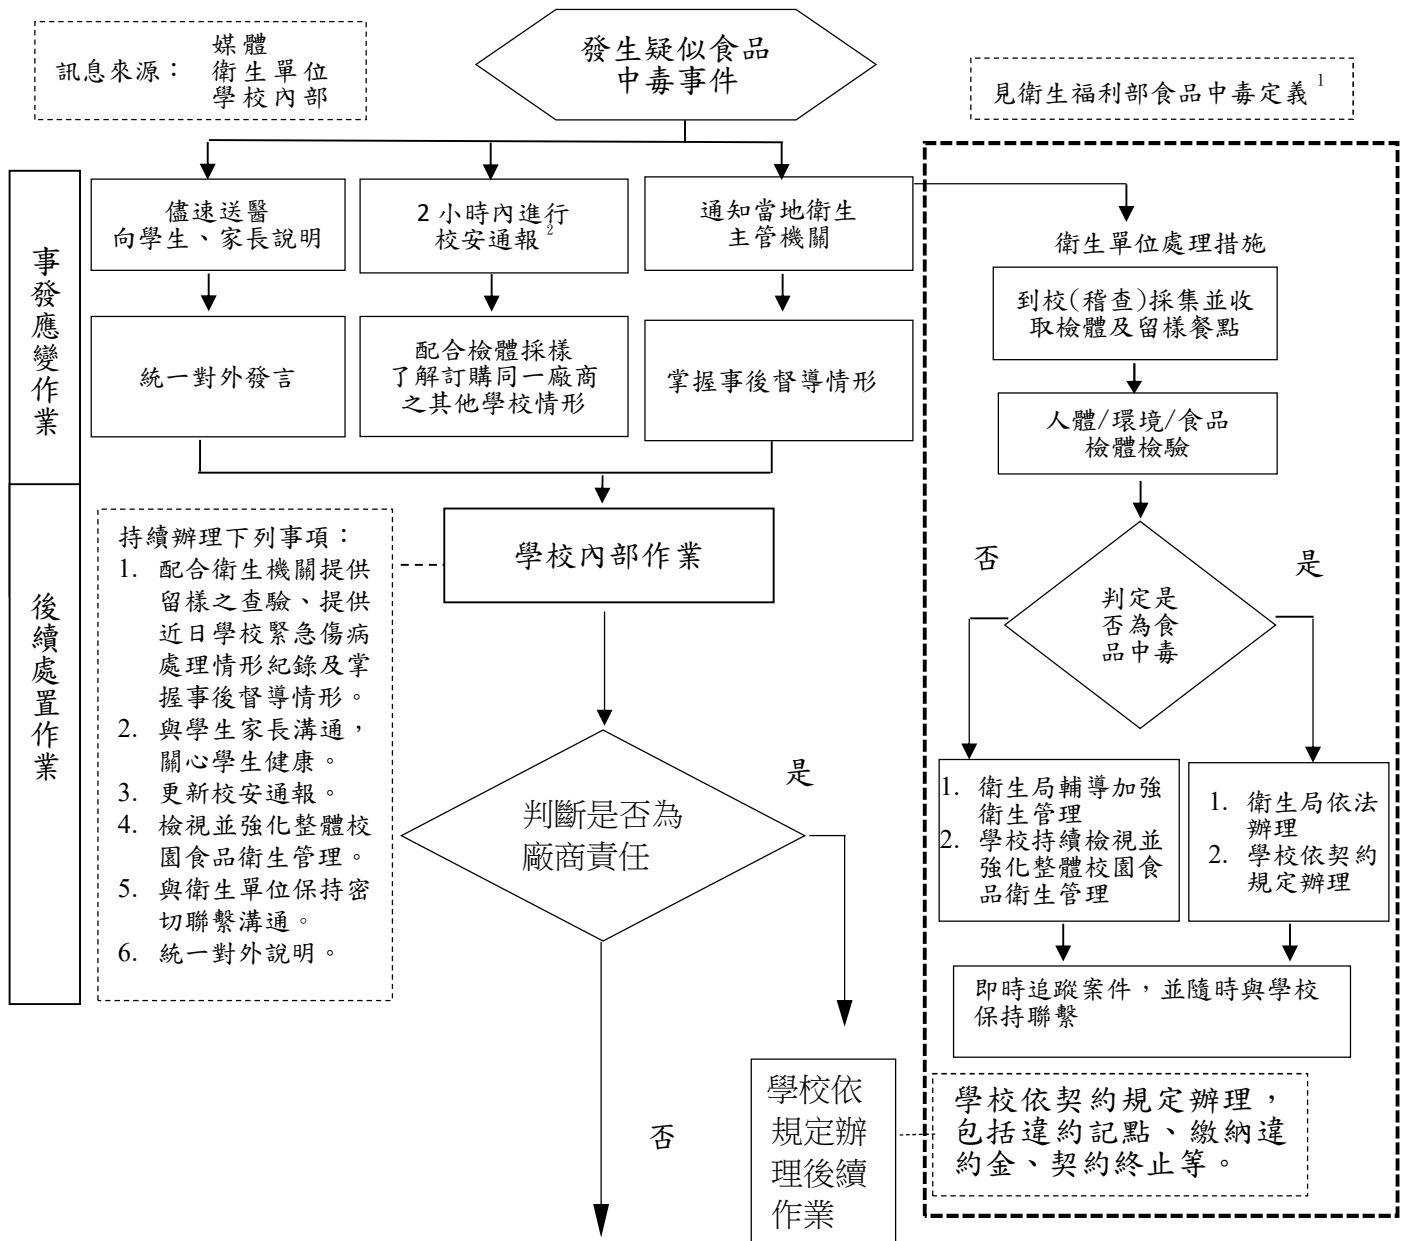 訊息來源：
媒體
衛生單位
學校內部
發生疑似食品
中毒事件
見衛生福利部食品中毒定義1
事發應變作業
儘速送醫
向學生、家長說明
2 小時內進行
校安通報2
通知當地衛生
主管機關
統一對外發言
配合檢體採樣
了解訂購同一廠商
之其他學校情形
掌握事後督導情形
衛生單位處理措施
到校(稽查)採集並收
取檢體及留樣餐點
人體/環境/食品
檢體檢驗
否
是
判定是
否為食
品中毒
1. 衛生局輔導加強
衛生管理
2. 學校持續檢視並
強化整體校園食
品衛生管理
1. 衛生局依法
辦理
2. 學校依契約
規定辦理
即時追蹤案件，並隨時與學校
保持聯繫
後續處置作業
持續辦理下列事項：
1. 配合衛生機關提供
留樣之查驗、提供
近日學校緊急傷病
處理情形紀錄及掌
握事後督導情形。
2. 與學生家長溝通，
關心學生健康。
3. 更新校安通報。
4. 檢視並強化整體校
園食品衛生管理。
5. 與衛生單位保持密
切聯繫溝通。
6. 統一對外說明。
學校內部作業
判斷是否為
廠商責任
是
否
學校依
規定辦
理後續
作業
學校依契約規定辦理，
包括違約記點、繳納違
約金、契約終止等。